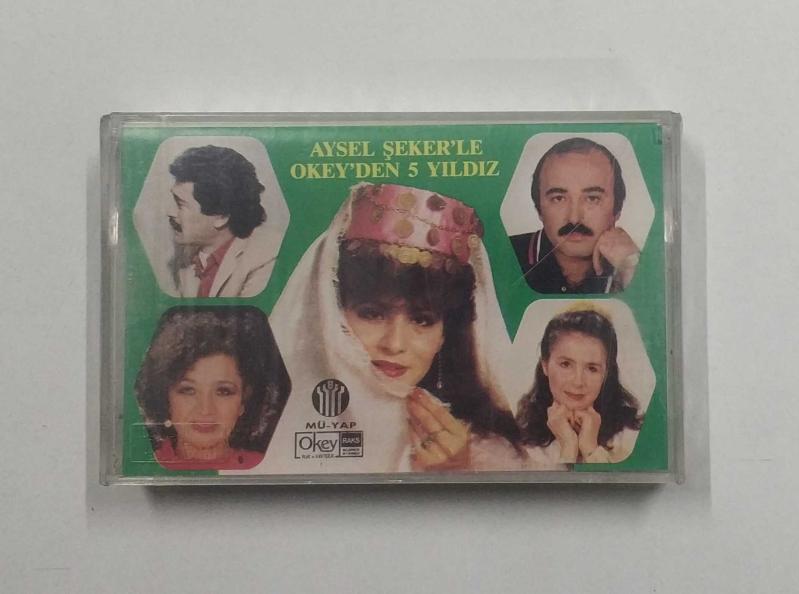 AYSEL ŞEKER'LE
OKEY'DEN 5 YILDIZ
MÜ-YAP
Okey
RAKS